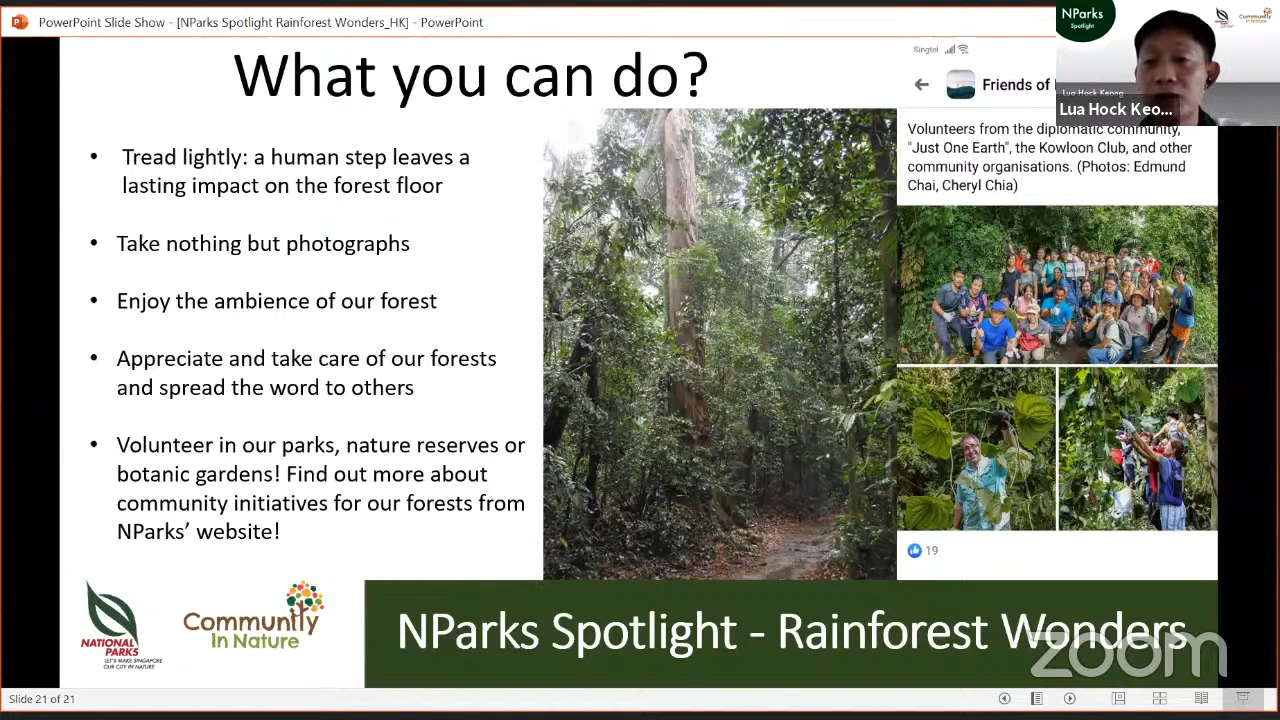 PowerPoint Slide Show - [NParks Spotlight Rainforest Wonders_HK] - PowerPoint
NParks
Spotlight
Community
In Nature
Lua Hock Keong
Lua Hock Keo...
What you can do?
• Tread lightly: a human step leaves a
lasting impact on the forest floor
• Take nothing but photographs
• Enjoy the ambience of our forest
• Appreciate and take care of our forests
and spread the word to others
• Volunteer in our parks, nature reserves or
botanic gardens! Find out more about
community initiatives for our forests from
NParks’ website!
Singtel
Friends of
Volunteers from the diplomatic community,
"Just One Earth", the Kowloon Club, and other
community organisations. (Photos: Edmund
Chai, Cheryl Chia)
19
NATIONAL
PARKS
LET'S MAKE SINGAPORE
OUR CITY IN NATURE
Community
In Nature
NParks Spotlight - Rainforest Wonders
zoom
Slide 21 of 21